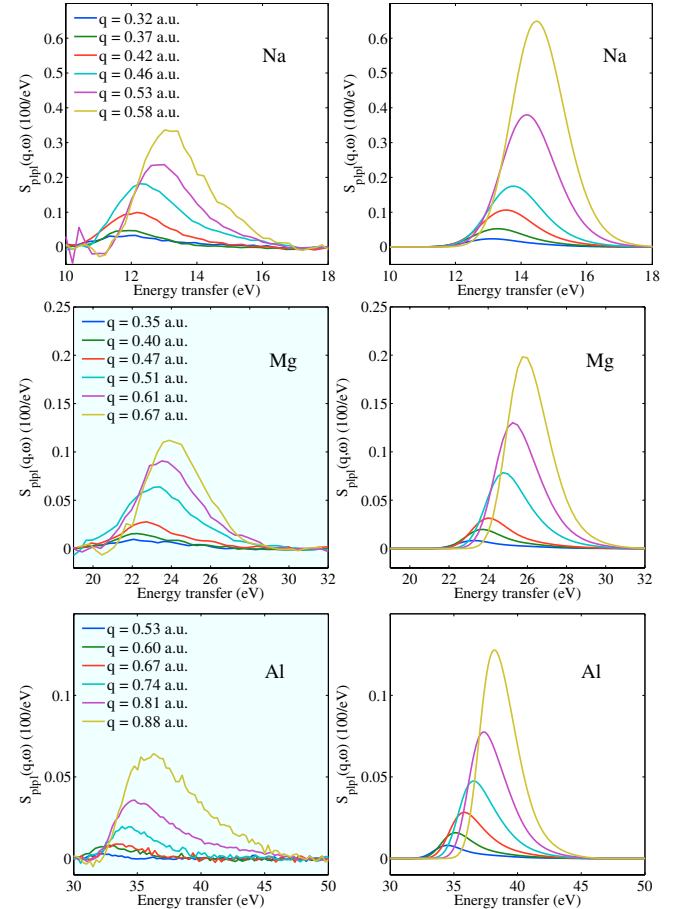 q = 0.32 a.u.
q = 0.37 a.u.
q = 0.42 a.u.
q = 0.46 a.u.
q = 0.53 a.u.
q = 0.58 a.u.
Na
S_plpl(q,ω) (100/eV)
0 0.1 0.2 0.3 0.4 0.5 0.6
10 12 14 16 18
Energy transfer (eV)
Na
S_plpl(q,ω) (100/eV)
0 0.1 0.2 0.3 0.4 0.5 0.6
10 12 14 16 18
Energy transfer (eV)
q = 0.35 a.u.
q = 0.40 a.u.
q = 0.47 a.u.
q = 0.51 a.u.
q = 0.61 a.u.
q = 0.67 a.u.
Mg
S_plpl(q,ω) (100/eV)
0 0.05 0.1 0.15 0.2 0.25
20 22 24 26 28 30 32
Energy transfer (eV)
Mg
S_plpl(q,ω) (100/eV)
0 0.05 0.1 0.15 0.2 0.25
20 22 24 26 28 30 32
Energy transfer (eV)
q = 0.53 a.u.
q = 0.60 a.u.
q = 0.67 a.u.
q = 0.74 a.u.
q = 0.81 a.u.
q = 0.88 a.u.
Al
S_plpl(q,ω) (100/eV)
0 0.05 0.1
30 35 40 45 50
Energy transfer (eV)
Al
S_plpl(q,ω) (100/eV)
0 0.05 0.1
30 35 40 45 50
Energy transfer (eV)